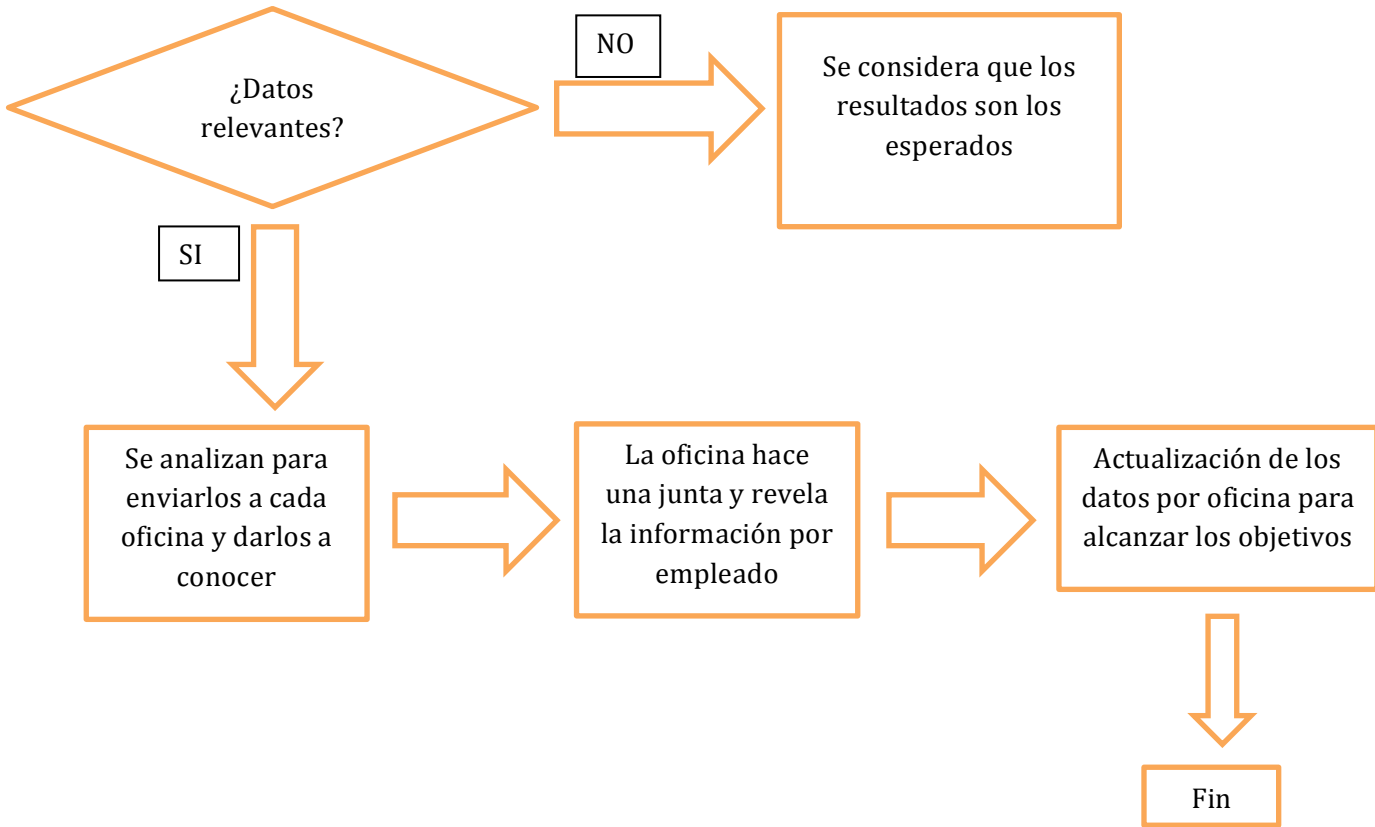 ¿Datos
relevantes?
NO
Se considera que los
resultados son los
esperados
SI
Se analizan para
enviarlos a cada
oficina y darlos a
conocer
La oficina hace
una junta y revela
la información por
empleado
Actualización de los
datos por oficina para
alcanzar los objetivos
Fin